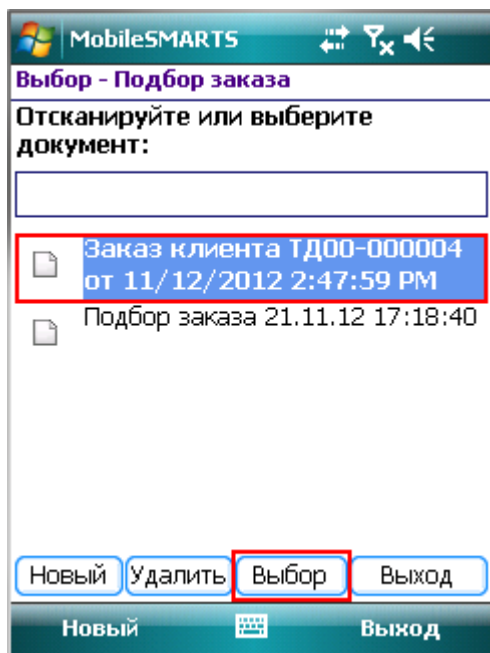 MobileSMARTS
Выбор - Подбор заказа
Отсканируйте или выберите
документ:
Заказ клиента ТД00-000004
от 11/12/2012 2:47:59 PM
Подбор заказа 21.11.12 17:18:40
Новый Удалить Выбор Выход
Новый Выход